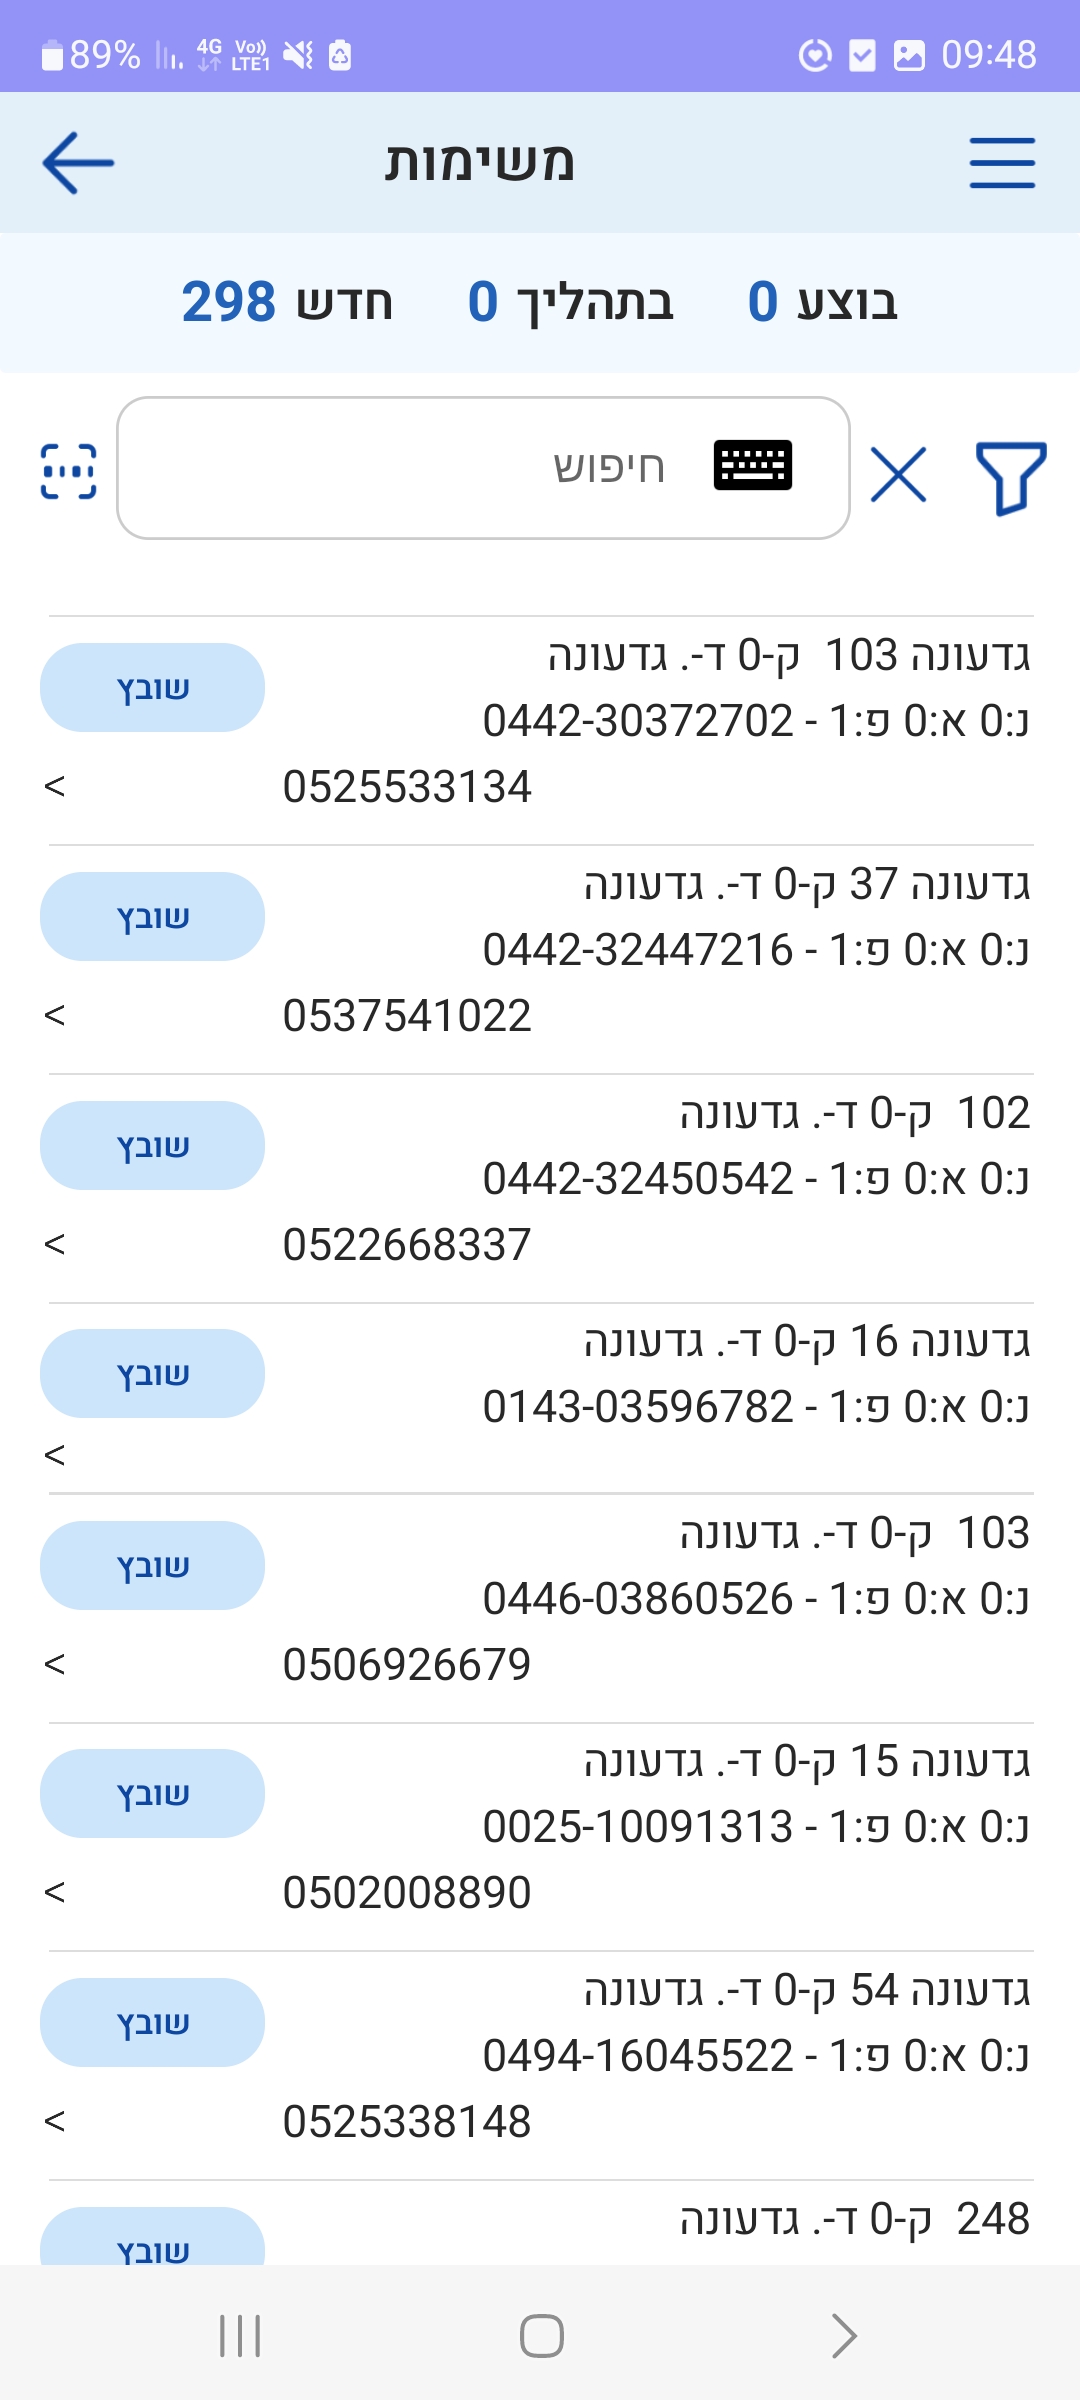 89% 4G Vo)) LTE1 09:48
משימות
בוצע 0 בתהליך 0 חדש 298
חיפוש
גדעונה 103 ק-0 ד-. גדעונה
שובץ
נ:0 א:0 פ:1 - 0442-30372702
0525533134
<
גדעונה 37 ק-0 ד-. גדעונה
שובץ
נ:0 א:0 פ:1 - 0442-32447216
0537541022
<
102 ק-0 ד-. גדעונה
שובץ
נ:0 א:0 פ:1 - 0442-32450542
0522668337
<
גדעונה 16 ק-0 ד-. גדעונה
שובץ
נ:0 א:0 פ:1 - 0143-03596782
<
103 ק-0 ד-. גדעונה
שובץ
נ:0 א:0 פ:1 - 0446-03860526
0506926679
<
גדעונה 15 ק-0 ד-. גדעונה
שובץ
נ:0 א:0 פ:1 - 0025-10091313
0502008890
<
גדעונה 54 ק-0 ד-. גדעונה
שובץ
נ:0 א:0 פ:1 - 0494-16045522
0525338148
<
248 ק-0 ד-. גדעונה
שובץ